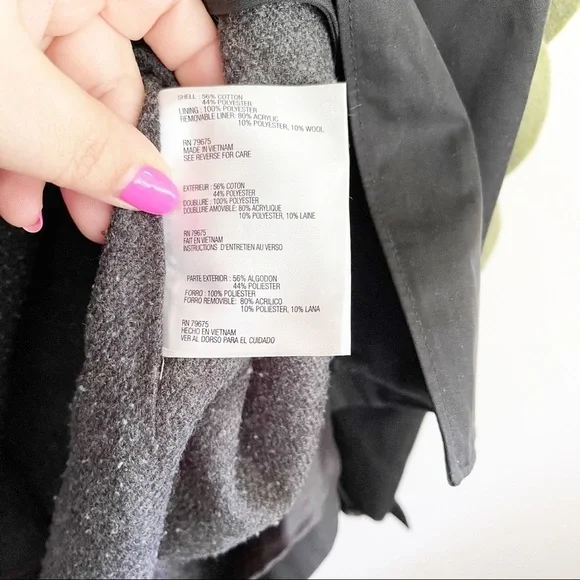 SHELL : 56% COTTON
44% POLYESTER
LINING : 100% POLYESTER
REMOVABLE LINER: 80% ACRYLIC
10% POLYESTER, 10% WOOL
RN 79675
MADE IN VIETNAM
SEE REVERSE FOR CARE
EXTERIEUR : 56% COTON
44% POLYESTER
DOUBLURE : 100% POLYESTER
DOUBLURE AMOVIBLE: 80% ACRYLIQUE
10% POLYESTER, 10% LAINE
RN 79675
FAIT EN VIETNAM
INSTRUCTIONS D'ENTRETIEN AU VERSO
PARTE EXTERIOR : 56% ALGODON
44% POLIESTER
FORRO : 100% POLIESTER
FORRO REMOVIBLE: 80% ACRILICO
10% POLIESTER, 10% LANA
RN 79675
HECHO EN VIETNAM
VER AL DORSO PARA EL CUIDADO